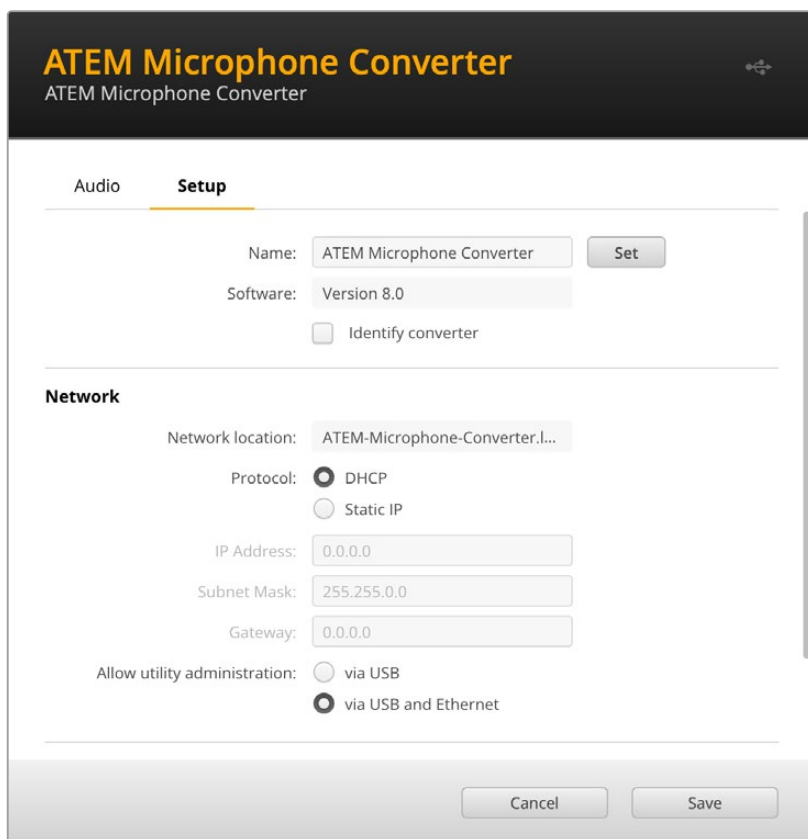 ATEM Microphone Converter
ATEM Microphone Converter
Audio Setup
Name: ATEM Microphone Converter Set
Software: Version 8.0
Identify converter
Network
Network location: ATEM-Microphone-Converter.l...
Protocol: DHCP
Static IP
IP Address: 0.0.0.0
Subnet Mask: 255.255.0.0
Gateway: 0.0.0.0
Allow utility administration: via USB
via USB and Ethernet
Cancel Save